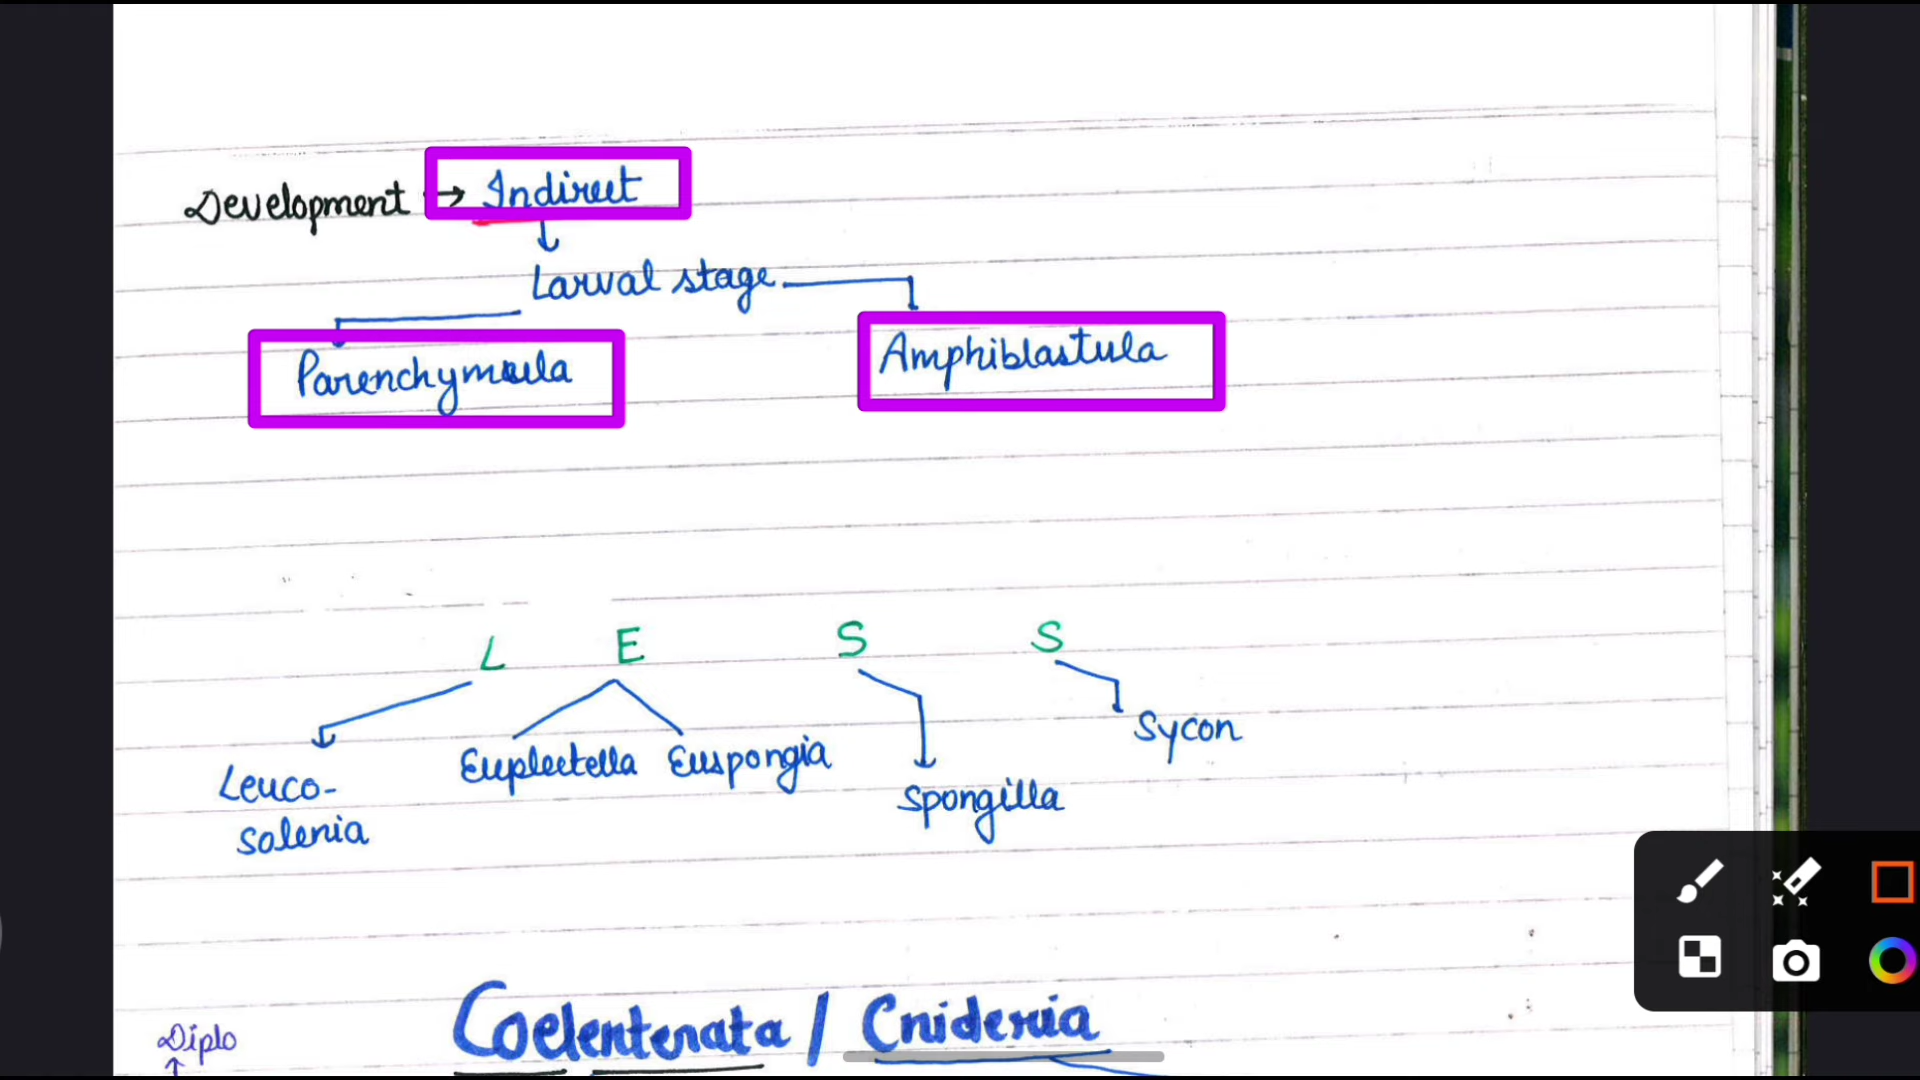 Development → Indirect
Larval stage
Parenchymula
Amphiblastula
L E S S
Leuco-
solenia
Euplectella
Euspongia
Spongilla
Sycon
Diplo
Coelenterata / Cnideria